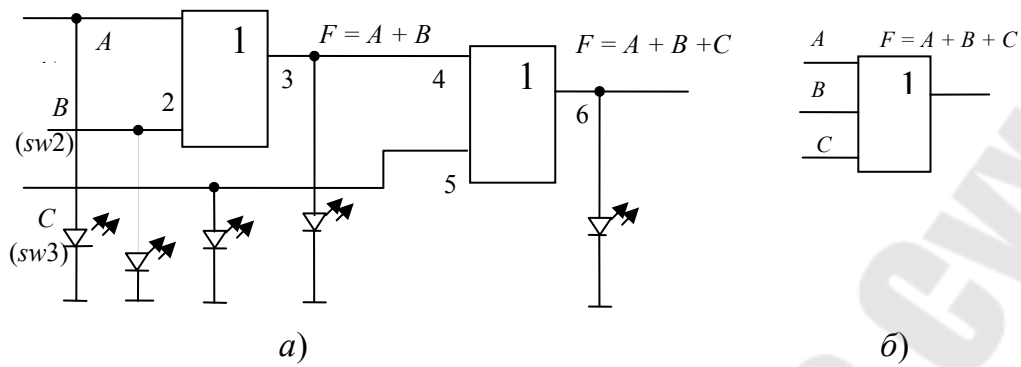 A
1
F = A + B
F = A + B +C
3
4
1
B
2
(sw2)
6
5
C
(sw3)
а)
A
F = A + B + C
1
B
C
б)